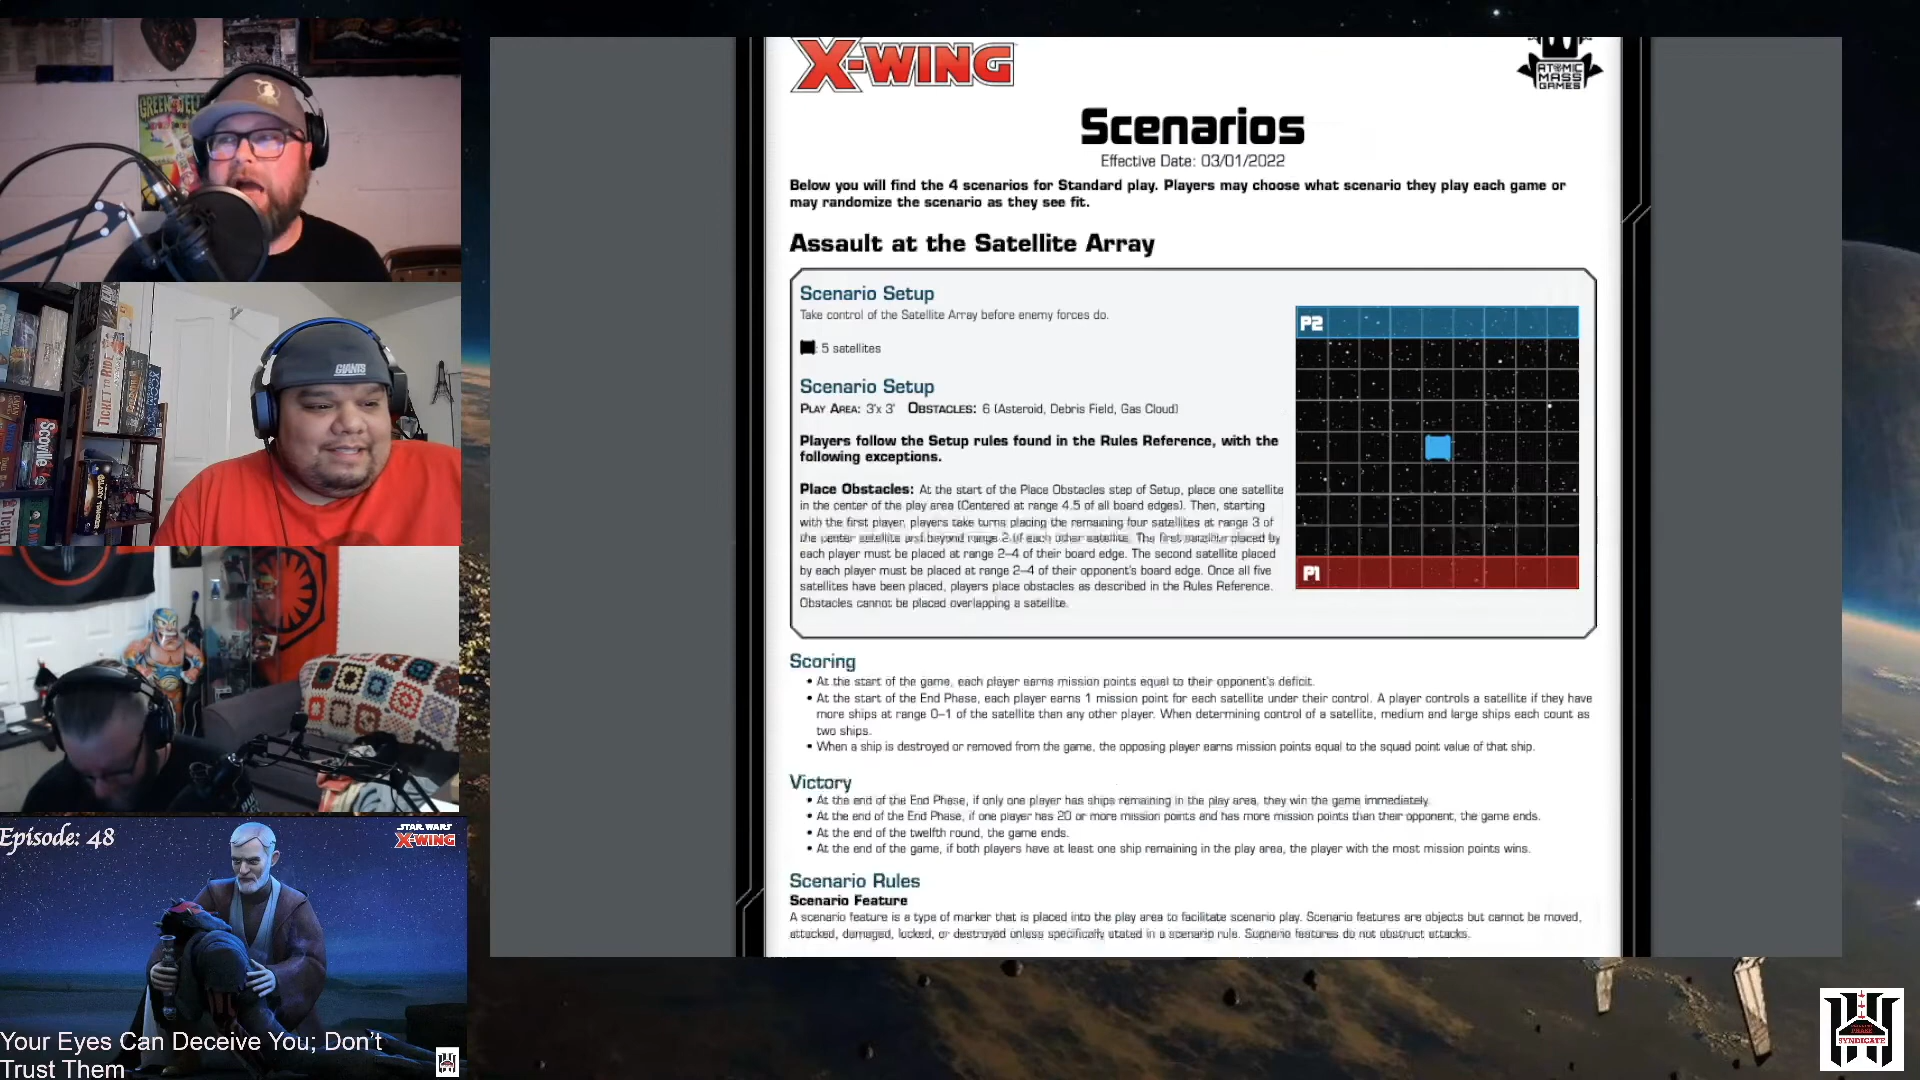 X-WING
ATOMIC
MASS
GAMES
Scenarios
Effective Date: 03/01/2022
Below you will find the 4 scenarios for Standard play. Players may choose what scenario they play each game or
may randomize the scenario as they see fit.
Assault at the Satellite Array
Scenario Setup
Take control of the Satellite Array before enemy forces do.
: 5 satellites
Scenario Setup
PLAY AREA: 3'x 3' OBSTACLES: 6 (Asteroid, Debris Field, Gas Cloud)
Players follow the Setup rules found in the Rules Reference, with the
following exceptions.
Place Obstacles: At the start of the Place Obstacles step of Setup, place one satellite
in the center of the play area (Centered at range 4.5 of all board edges). Then, starting
with the first player, players take turns placing the remaining four satellites at range 3 of
the center satellite and beyond range 2 of each other satellite. The first satellite placed by
each player must be placed at range 2–4 of their board edge. The second satellite placed
by each player must be placed at range 2–4 of their opponent's board edge. Once all five
satellites have been placed, players place obstacles as described in the Rules Reference.
Obstacles cannot be placed overlapping a satellite.
P2
P1
Scoring
• At the start of the game, each player earns mission points equal to their opponent's deficit.
• At the start of the End Phase, each player earns 1 mission point for each satellite under their control. A player controls a satellite if they have
more ships at range 0–1 of the satellite than any other player. When determining control of a satellite, medium and large ships each count as
two ships.
• When a ship is destroyed or removed from the game, the opposing player earns mission points equal to the squad point value of that ship.
Victory
• At the end of the End Phase, if only one player has ships remaining in the play area, they win the game immediately.
• At the end of the End Phase, if one player has 20 or more mission points and has more mission points than their opponent, the game ends.
• At the end of the twelfth round, the game ends.
• At the end of the game, if both players have at least one ship remaining in the play area, the player with the most mission points wins.
Scenario Rules
Scenario Feature
A scenario feature is a type of marker that is placed into the play area to facilitate scenario play. Scenario features are objects but cannot be moved,
attacked, damaged, locked, or destroyed unless specifically stated in a scenario rule. Scenario features do not obstruct attacks.
GIANTS
TICKET TO RIDE
Scoville
TICKET
Episode: 48
STAR WARS
X-WING
Your Eyes Can Deceive You; Don't
Trust Them
SYNDICATE